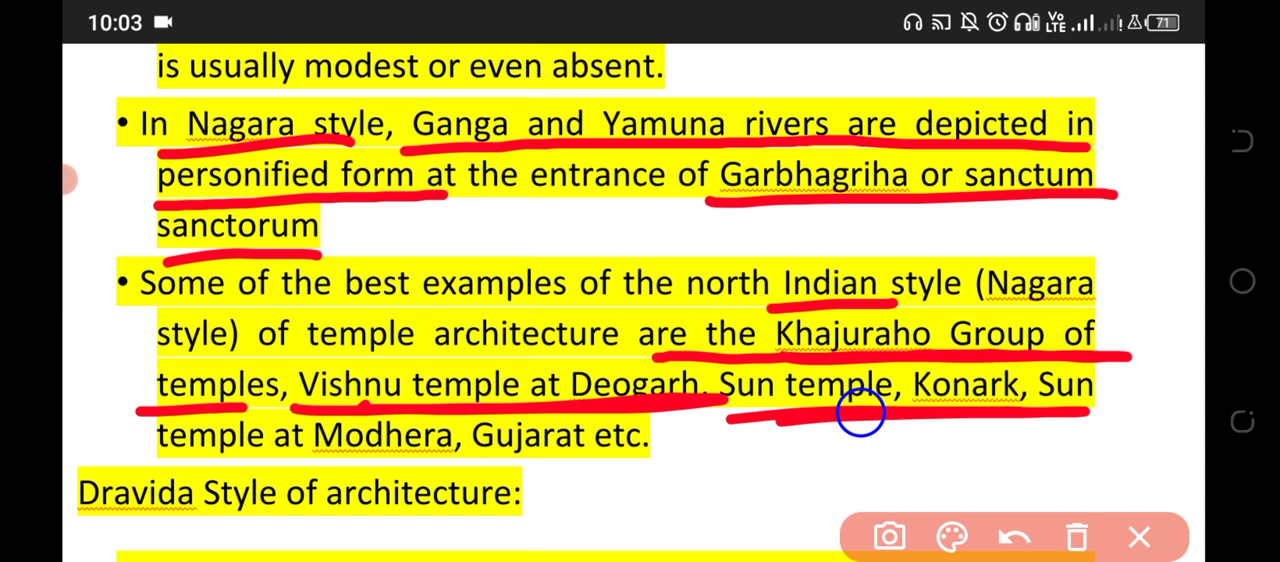 10:03 Vo LTE 71
is usually modest or even absent.
• In Nagara style, Ganga and Yamuna rivers are depicted in
personified form at the entrance of Garbhagriha or sanctum
sanctorum
• Some of the best examples of the north Indian style (Nagara
style) of temple architecture are the Khajuraho Group of
temples, Vishnu temple at Deogarh, Sun temple, Konark, Sun
temple at Modhera, Gujarat etc.
Dravida Style of architecture: